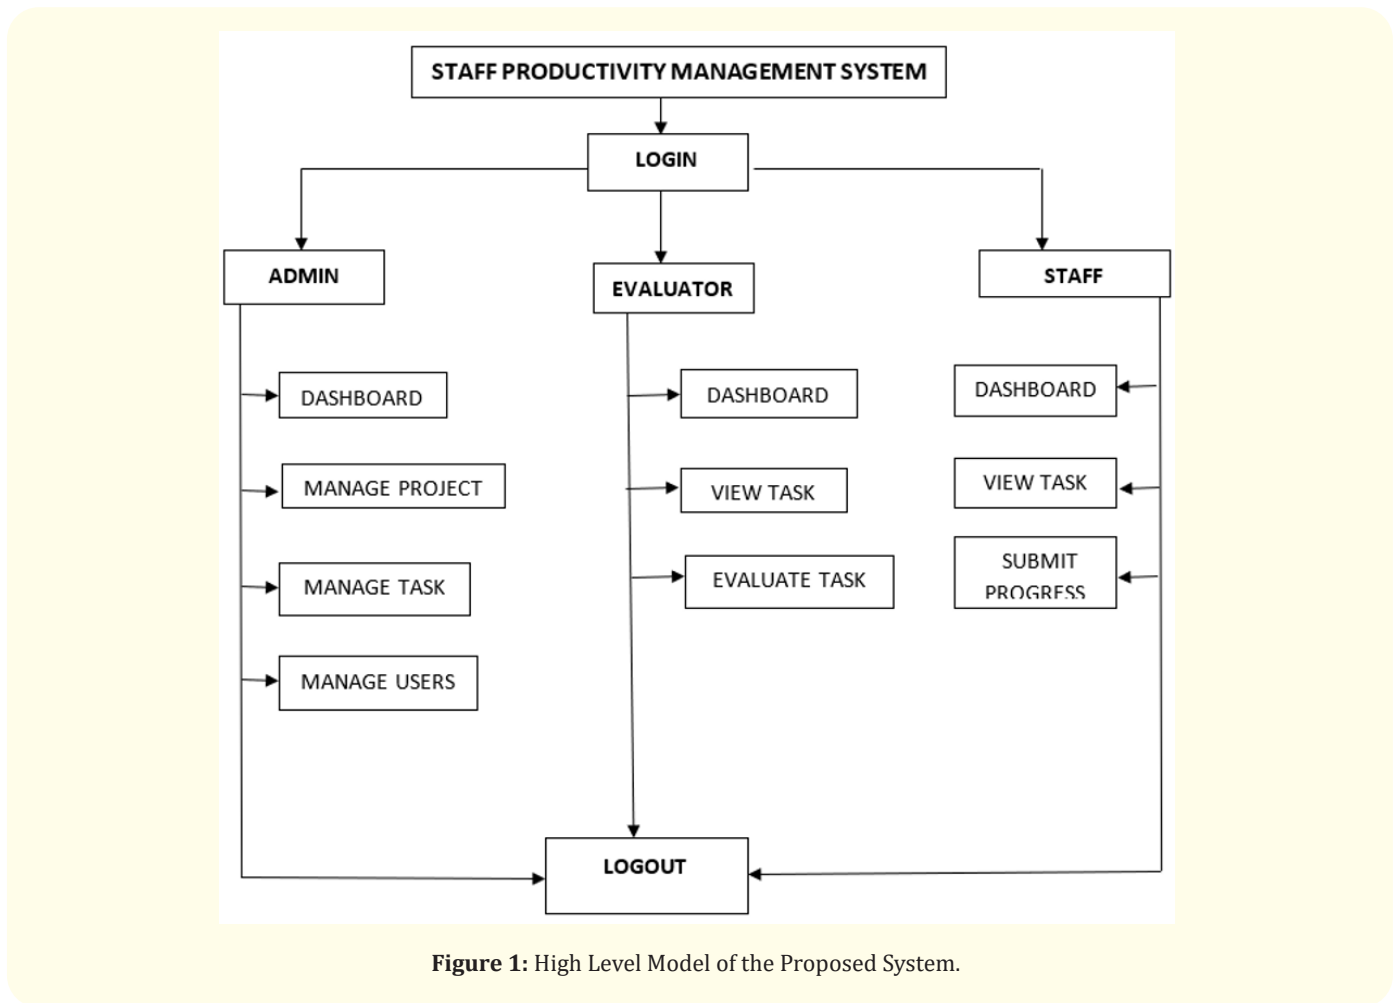 STAFF PRODUCTIVITY MANAGEMENT SYSTEM
LOGIN
ADMIN
EVALUATOR
STAFF
DASHBOARD
MANAGE PROJECT
MANAGE TASK
MANAGE USERS
DASHBOARD
VIEW TASK
EVALUATE TASK
DASHBOARD
VIEW TASK
SUBMIT
PROGRESS
LOGOUT
Figure 1: High Level Model of the Proposed System.